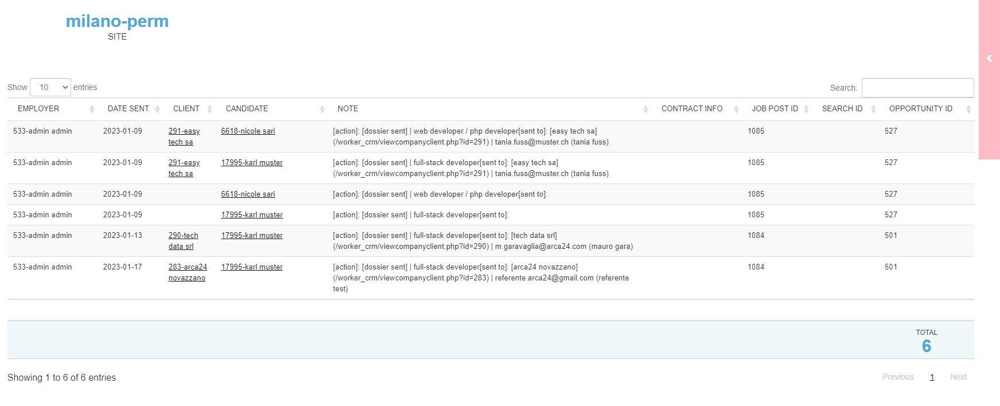 milano-perm
SITE
Show 10 entries
Search:
EMPLOYER DATE SENT CLIENT CANDIDATE NOTE CONTRACT INFO JOB POST ID SEARCH ID OPPORTUNITY ID
533-admin admin 2023-01-09 291-easy 6618-nicole sari [action]: [dossier sent] | web developer / php developer[sent to]: [easy tech sa] 1085 527
tech sa (/worker_crm/viewcompanyclient.php?id=291) | tania.fuss@muster.ch (tania fuss)
533-admin admin 2023-01-09 291-easy 17995-karl muster [action]: [dossier sent] | full-stack developer[sent to]: [easy tech sa] 1085 527
tech sa (/worker_crm/viewcompanyclient.php?id=291) | tania.fuss@muster.ch (tania fuss)
533-admin admin 2023-01-09 6618-nicole sari [action]: [dossier sent] | web developer / php developer[sent to]: 1085 527
533-admin admin 2023-01-09 17995-karl muster [action]: [dossier sent] | full-stack developer[sent to]: 1085 527
533-admin admin 2023-01-13 290-tech 17995-karl muster [action]: [dossier sent] | full-stack developer[sent to]: [tech data srl] 1084 501
data srl (/worker_crm/viewcompanyclient.php?id=290) | m.garavaglia@arca24.com (mauro gara)
533-admin admin 2023-01-17 283-arca24 17995-karl muster [action]: [dossier sent] | full-stack developer[sent to]: [arca24 novazzano] 1084 501
novazzano (/worker_crm/viewcompanyclient.php?id=283) | referente.arca24@gmail.com (referente
test)
TOTAL
6
Showing 1 to 6 of 6 entries
Previous 1 Next